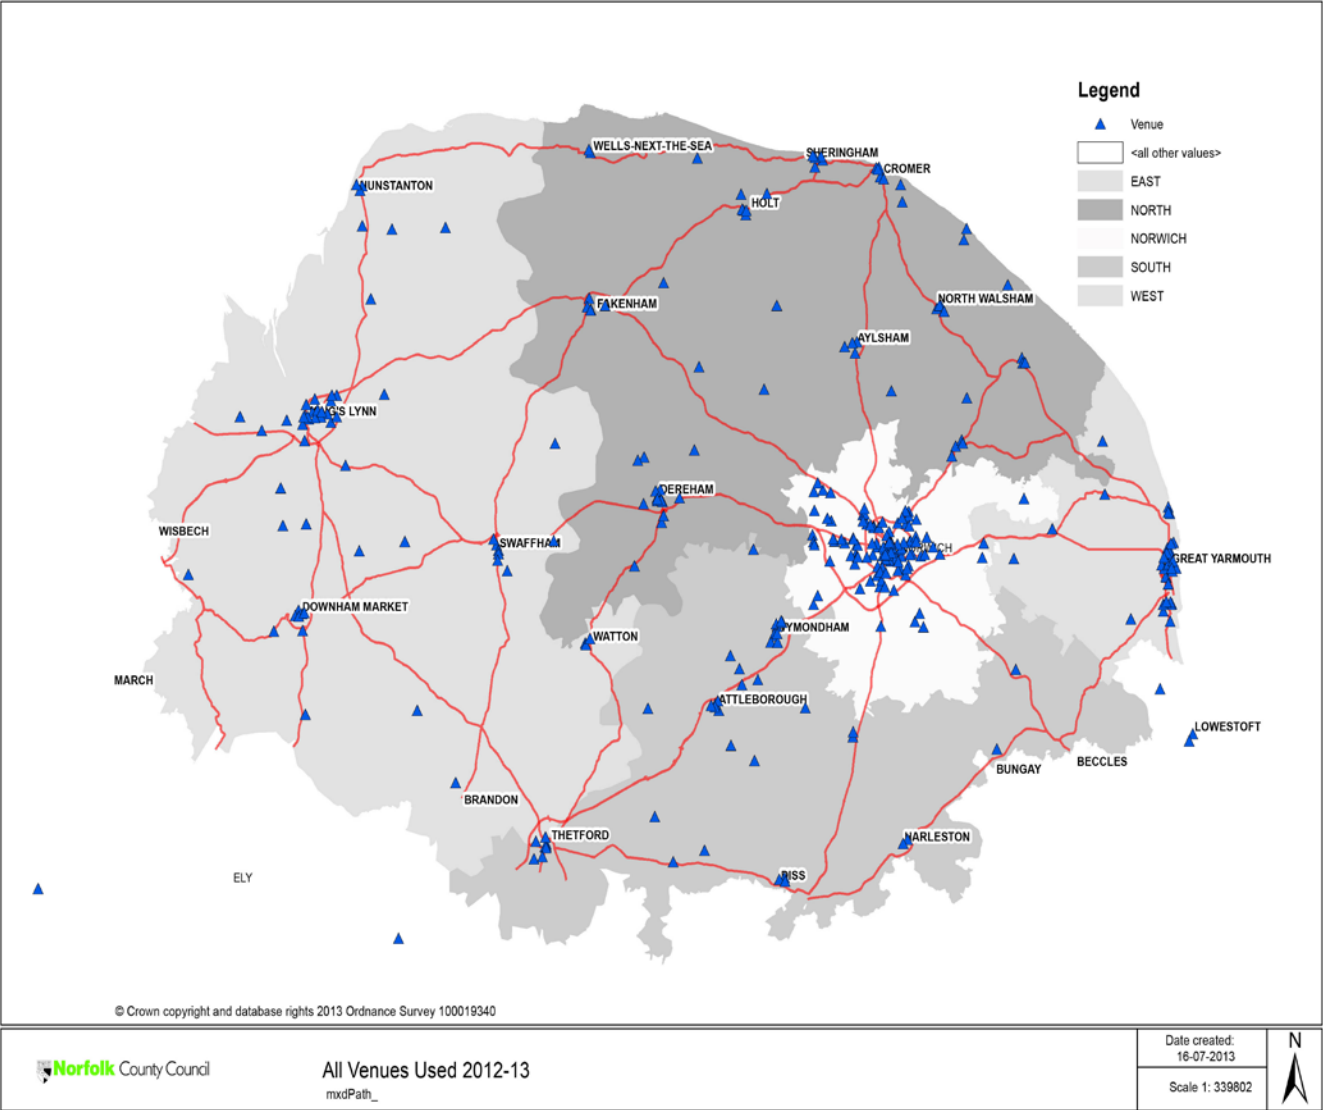 Legend
Venue
<all other values>
EAST
NORTH
NORWICH
SOUTH
WEST
WELLS-NEXT-THE-SEA
SHERINGHAM
CROMER
HUNSTANTON
HOLT
FAKENHAM
NORTH WALSHAM
AYLSHAM
KING'S LYNN
DEREHAM
WISBECH
SWAFFHAM
NORWICH
GREAT YARMOUTH
DOWNHAM MARKET
WATTON
WYMONDHAM
MARCH
ATTLEBOROUGH
LOWESTOFT
BUNGAY
BECCLES
BRANDON
THETFORD
HARLESTON
ELY
DISS
© Crown copyright and database rights 2013 Ordnance Survey 100019340
Norfolk County Council
All Venues Used 2012-13
mxdPath_
Date created:
16-07-2013
Scale 1: 339802
N